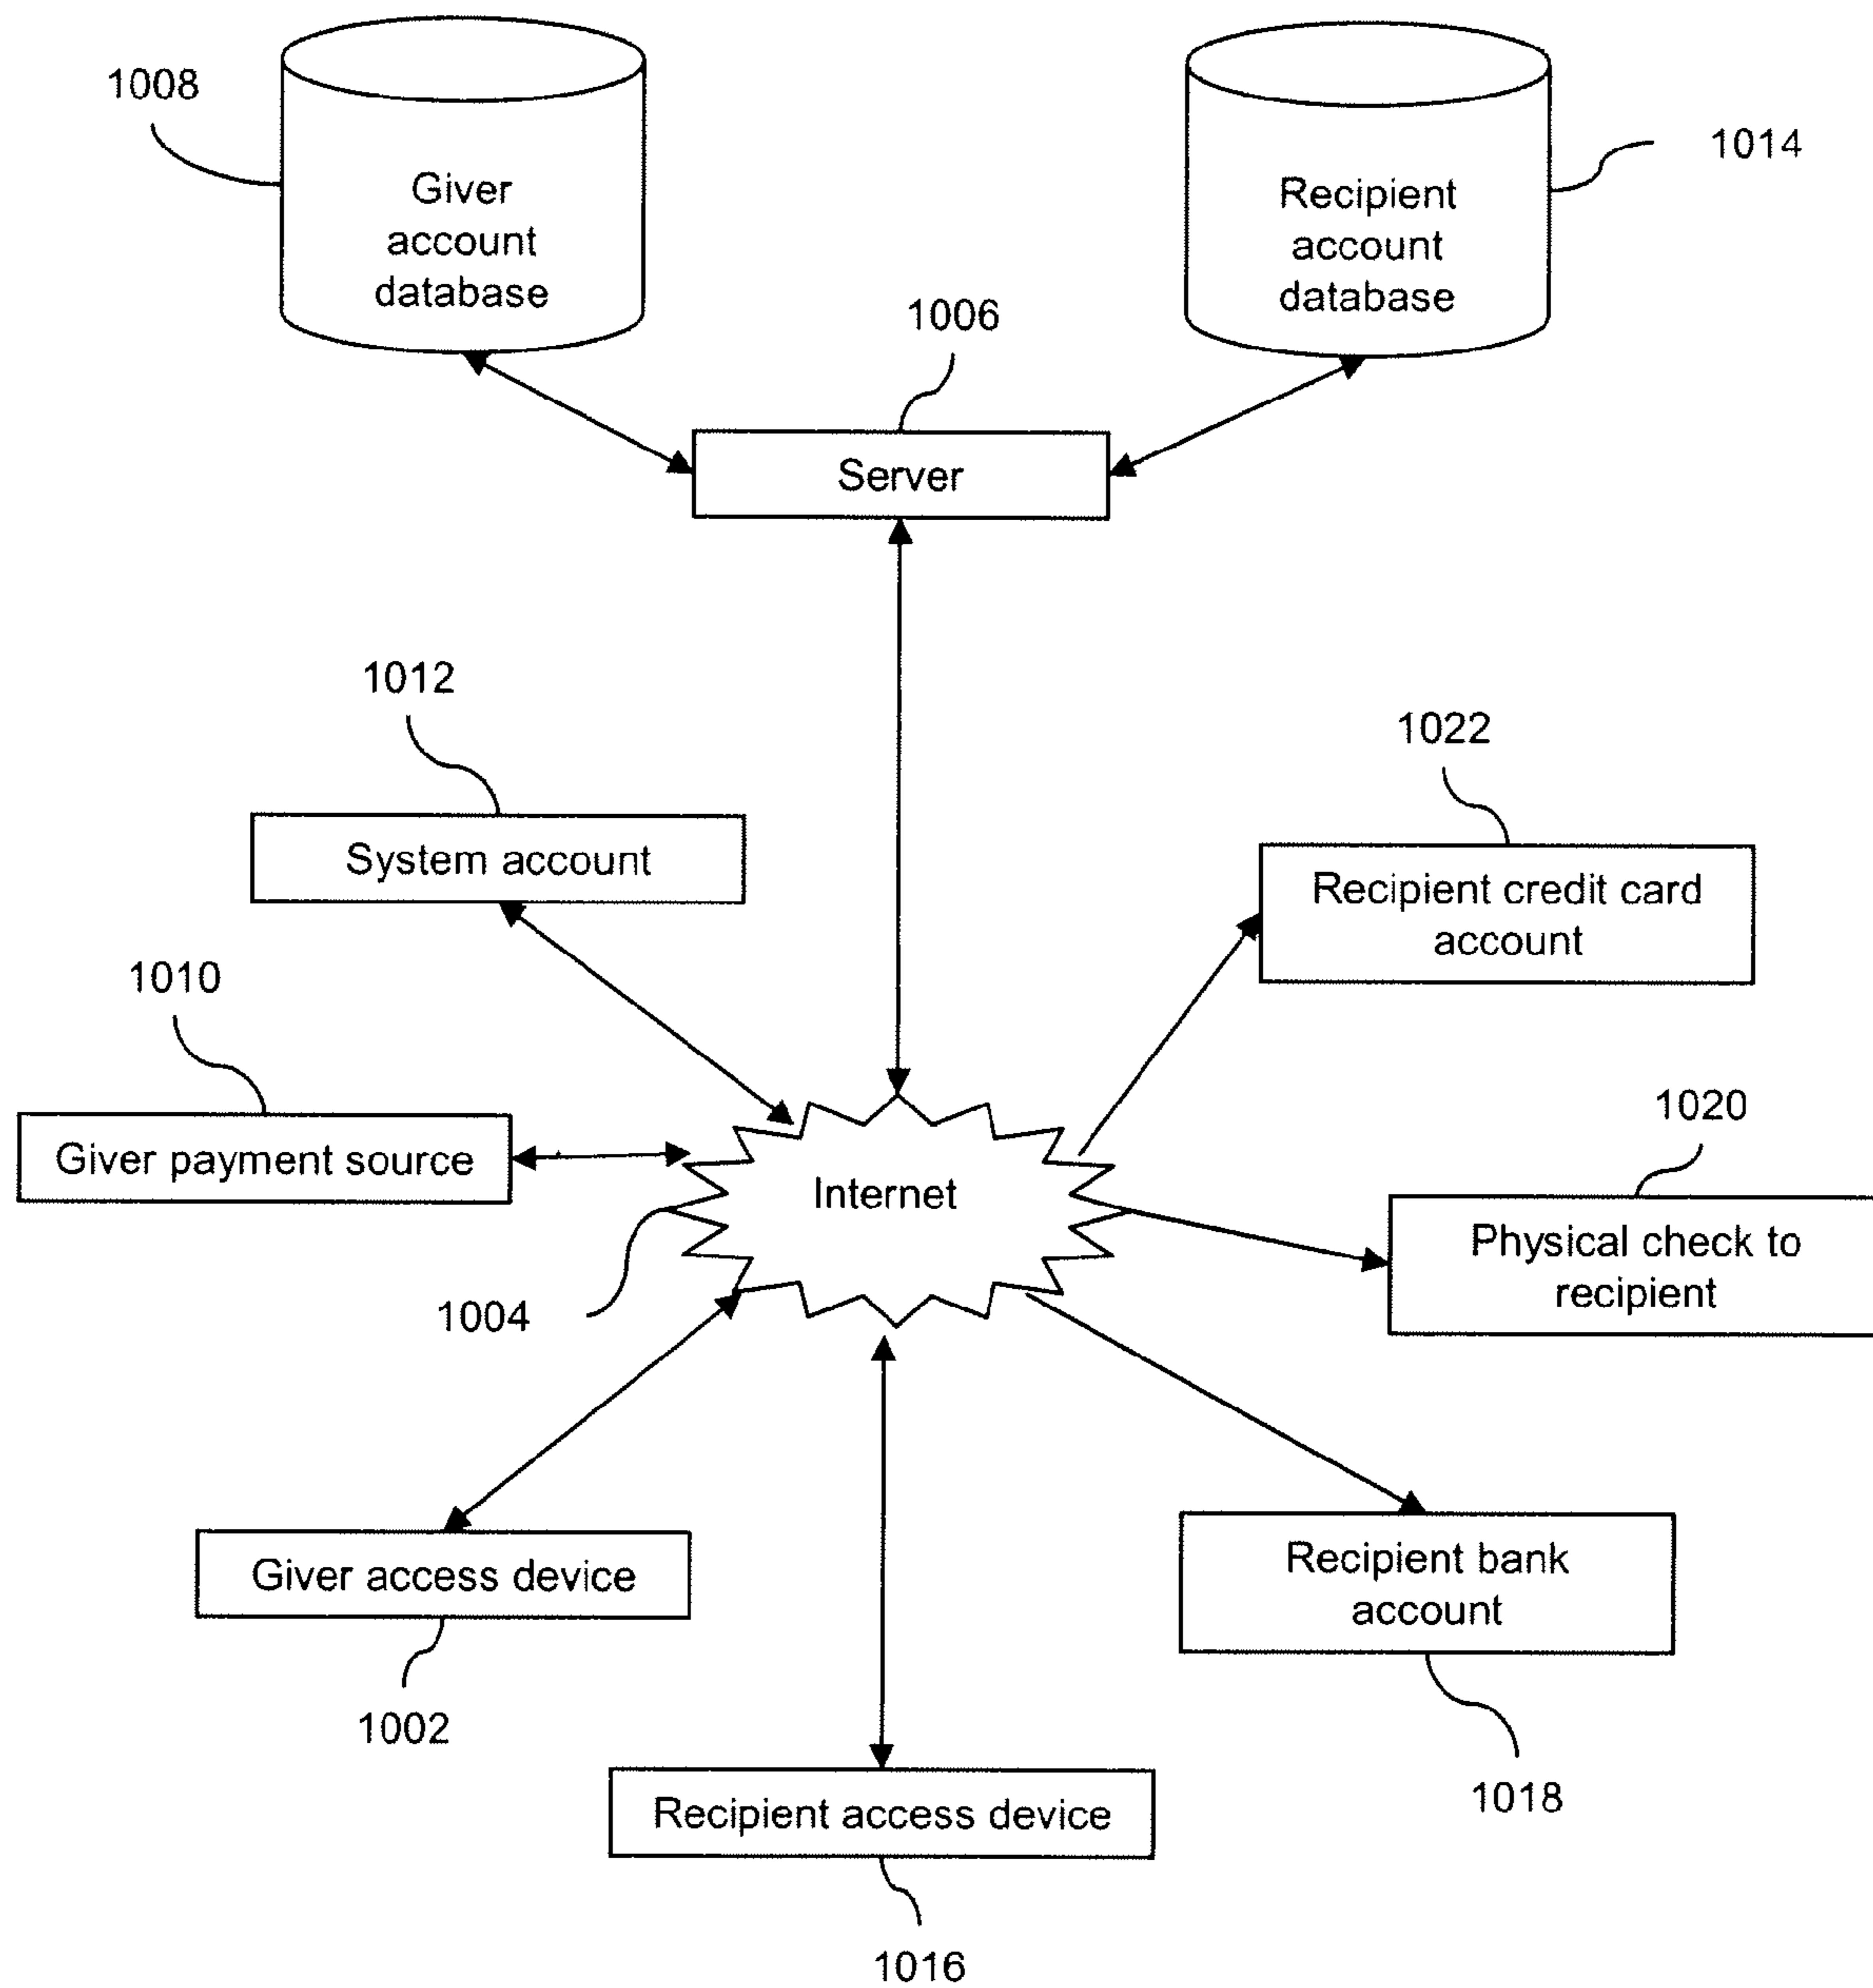 1008
Giver
account
database
1014
Recipient
account
database
1006
Server
1012
System account
1022
Recipient credit card
account
1010
Giver payment source
1020
Physical check to
recipient
Internet
1004
Giver access device
1002
Recipient bank
account
1018
Recipient access device
1016